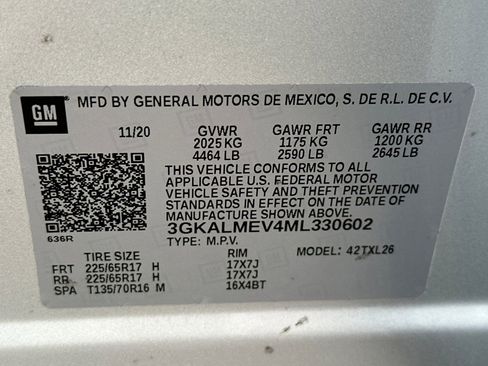 GM MFD BY GENERAL MOTORS DE MEXICO, S. DE R.L. DE C.V.
11/20 GVWR GAWR FRT GAWR RR
2025 KG 1175 KG 1200 KG
4464 LB 2590 LB 2645 LB
THIS VEHICLE CONFORMS TO ALL
APPLICABLE U.S. FEDERAL MOTOR
VEHICLE SAFETY AND THEFT PREVENTION
STANDARDS IN EFFECT ON THE DATE OF
MANUFACTURE SHOWN ABOVE.
3GKALMEV4ML330602
636R
TYPE: M.P.V. MODEL: 42TXL26
TIRE SIZE RIM
FRT 225/65R17 H 17X7J
RR 225/65R17 H 17X7J
SPA T135/70R16 M 16X4BT